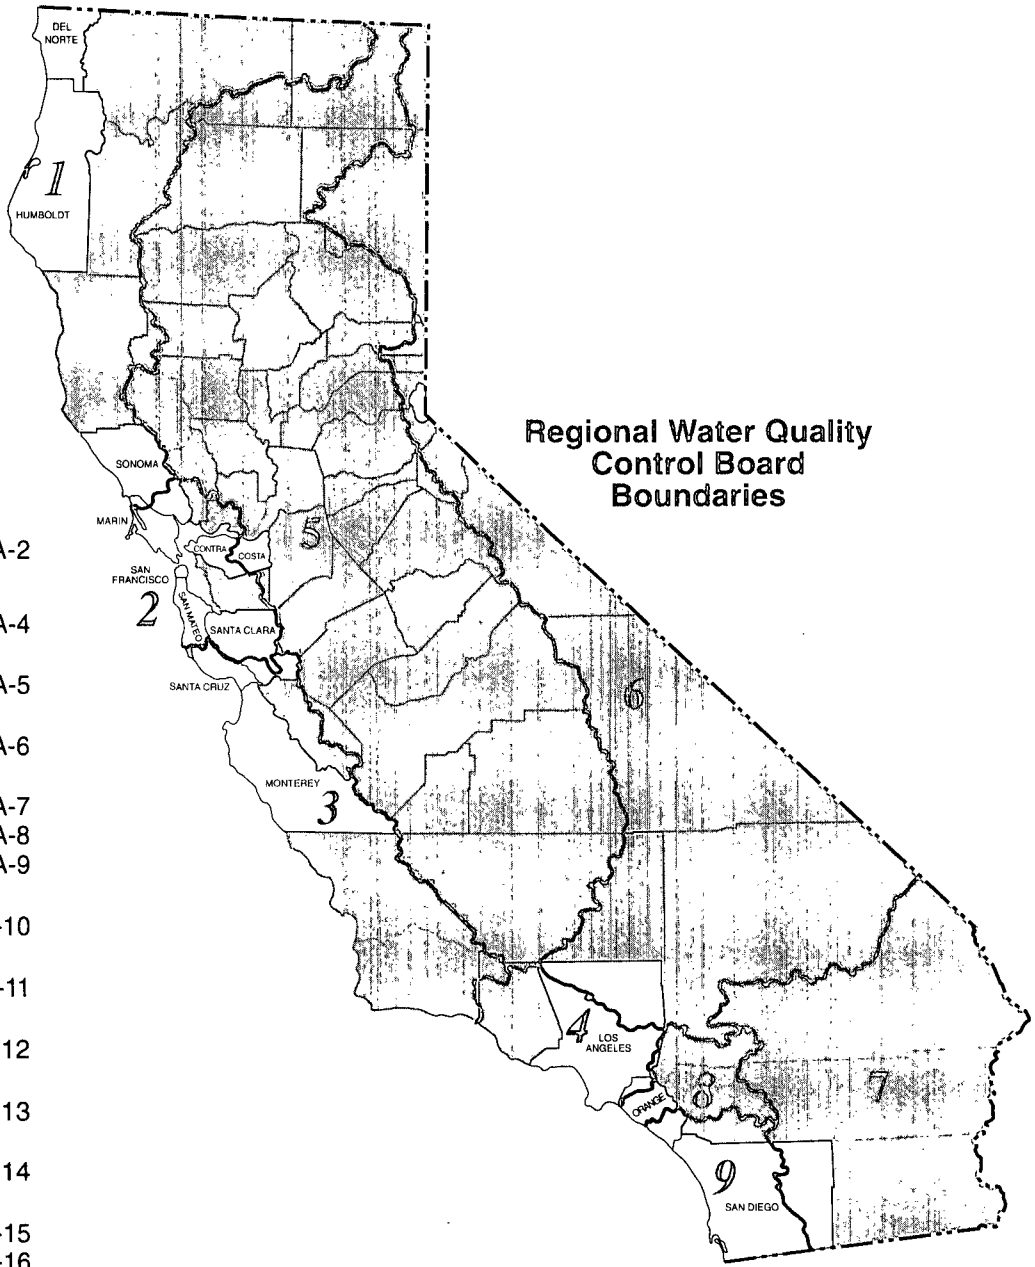 DEL
NORTE
1
HUMBOLDT
Regional Water Quality
Control Board
Boundaries
SONOMA
MARIN
CONTRA
COSTA
5
SAN
FRANCISCO
2
SAN MATEO
SANTA CLARA
SANTA CRUZ
6
MONTEREY
3
4
LOS
ANGELES
ORANGE
8
7
9
SAN DIEGO
A-2
A-4
A-5
A-6
A-7
A-8
A-9
-10
-11
12
13
14
-15
-16